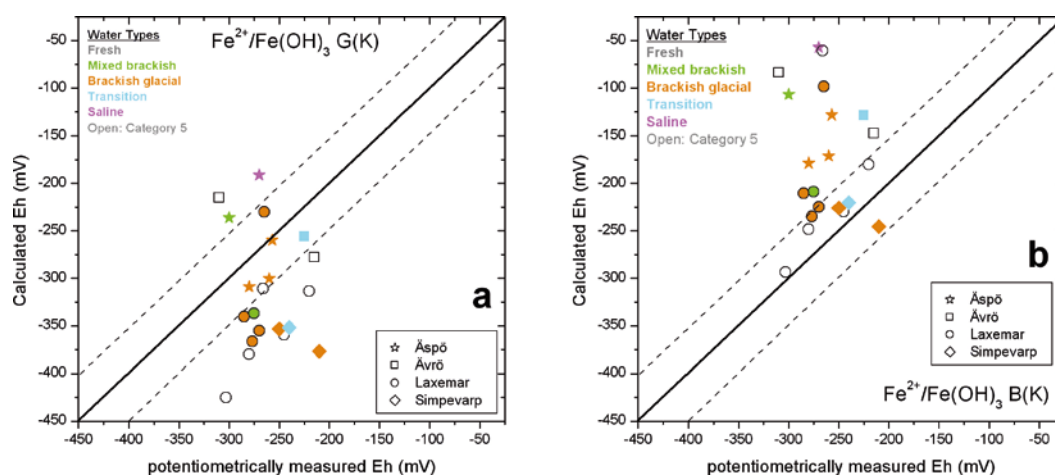 Water Types
Fresh
Mixed brackish
Brackish glacial
Transition
Saline
Open: Category 5
Fe2+/Fe(OH)3 G(K)
a
Äspö
Ävrö
Laxemar
Simpevarp
Calculated Eh (mV)
-50
-100
-150
-200
-250
-300
-350
-400
-450
-450 -400 -350 -300 -250 -200 -150 -100 -50
potentiometrically measured Eh (mV)
Water Types
Fresh
Mixed brackish
Brackish glacial
Transition
Saline
Open: Category 5
b
Äspö
Ävrö
Laxemar
Simpevarp
Fe2+/Fe(OH)3 B(K)
Calculated Eh (mV)
-50
-100
-150
-200
-250
-300
-350
-400
-450
-450 -400 -350 -300 -250 -200 -150 -100 -50
potentiometrically measured Eh (mV)